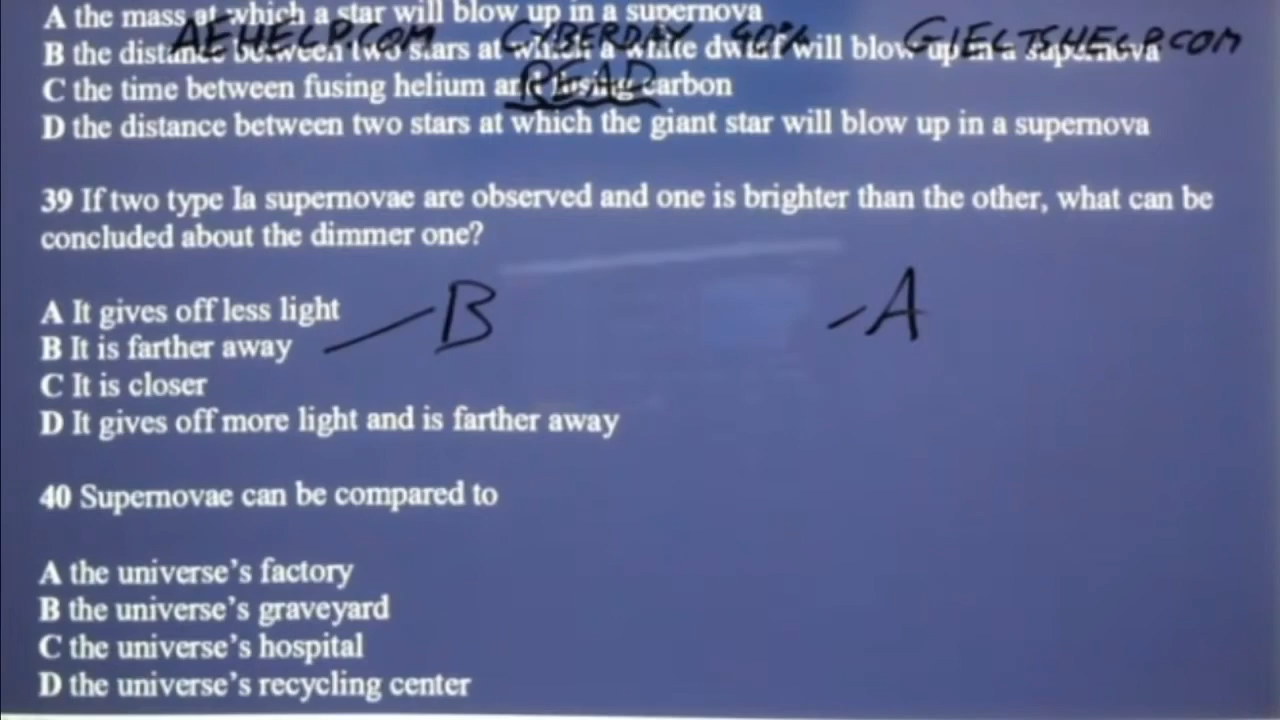 A the mass at which a star will blow up in a supernova
AEHELP.COM CYBERDAY 40% GIELTSHELP.COM
B the distance between two stars at which a white dwarf will blow up in a supernova
READ
C the time between fusing helium and fusing carbon
D the distance between two stars at which the giant star will blow up in a supernova
39 If two type Ia supernovae are observed and one is brighter than the other, what can be
concluded about the dimmer one?
A It gives off less light
B It is farther away
C It is closer
D It gives off more light and is farther away
B
-A
40 Supernovae can be compared to
A the universe's factory
B the universe's graveyard
C the universe's hospital
D the universe's recycling center